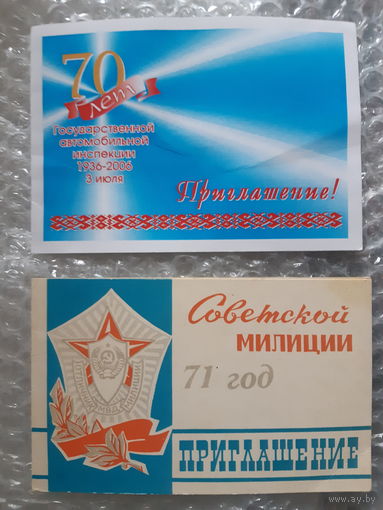 70
лет
Государственной
автомобильной
инспекции
1936-2006
3 июля
Приглашение!
Советской
МИЛИЦИИ
71 год
ПРИГЛАШЕНИЕ
www.ay.by